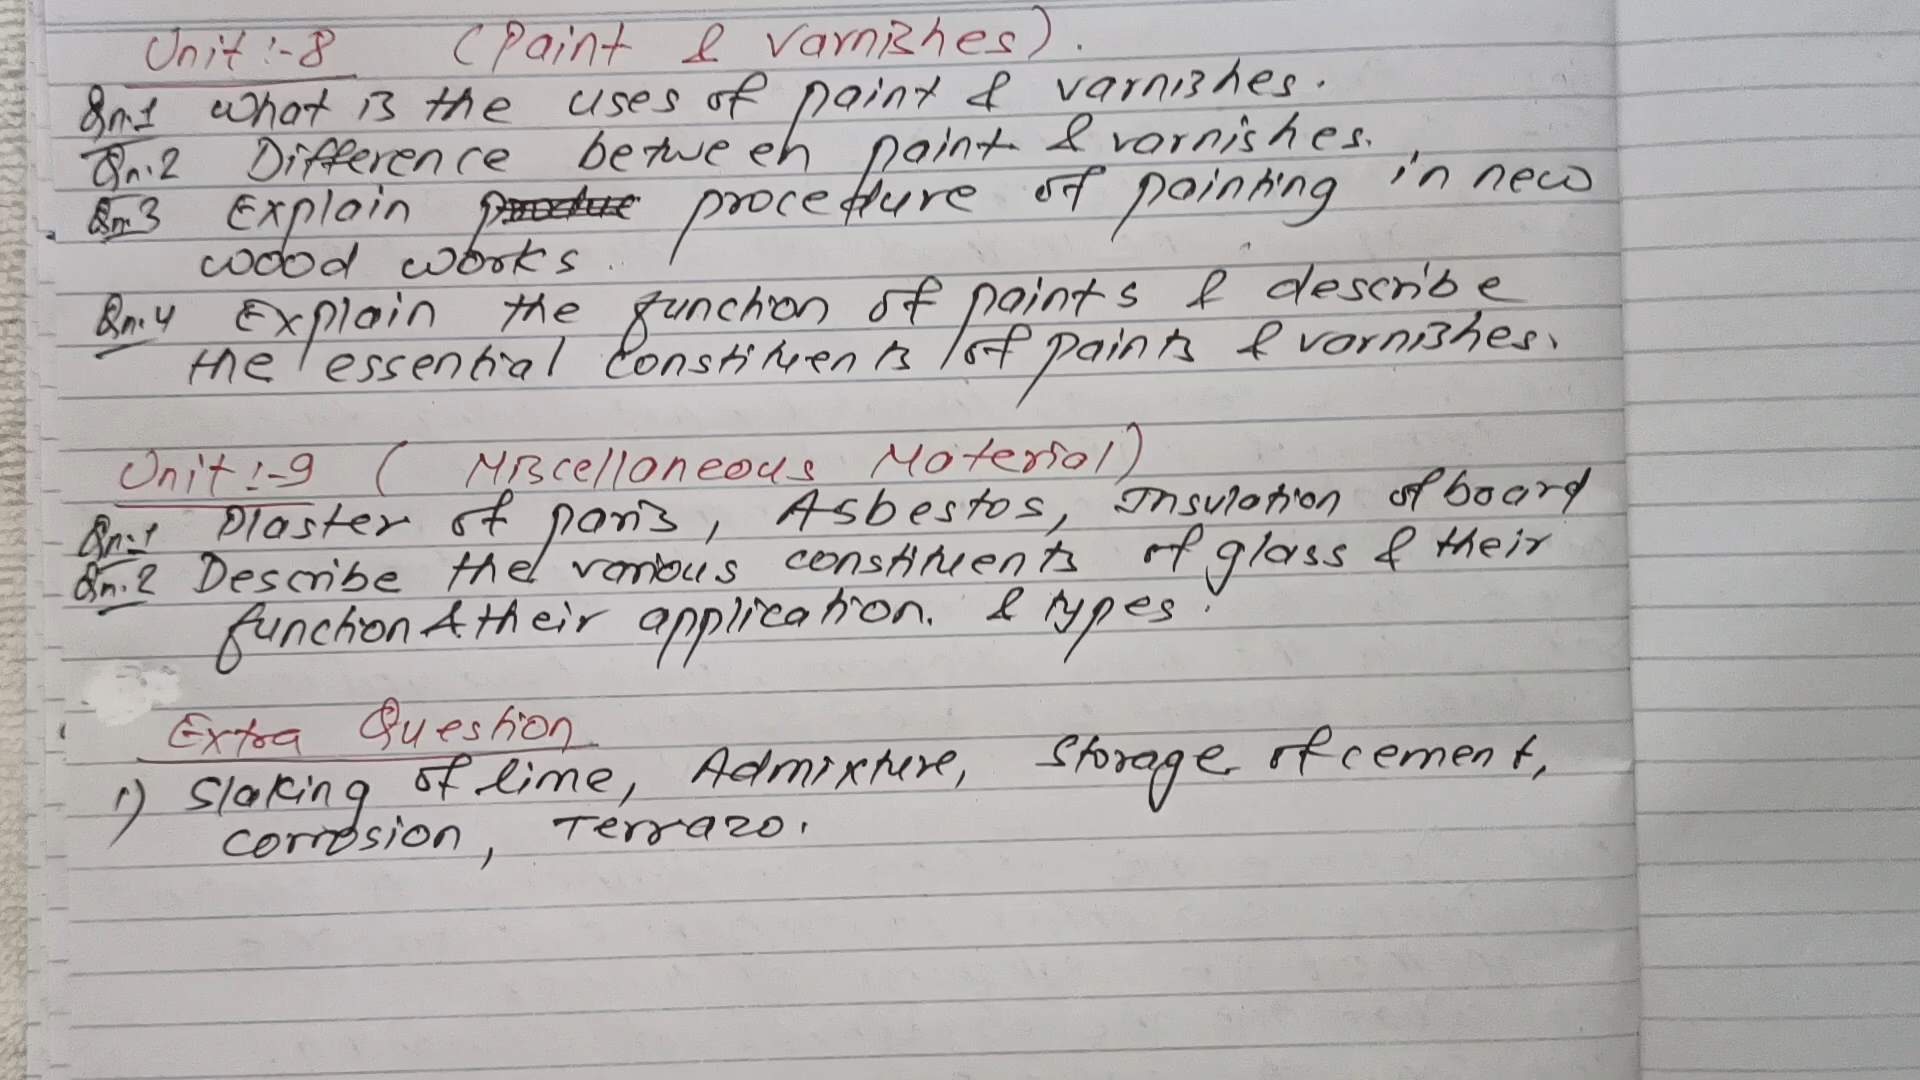 Unit :- 8 (Paint & Varnishes).
Qn.1 What is the uses of paint & varnishes.
Qn.2 Difference between paint & varnishes.
Qn.3 Explain procedure of painting in new
wood works.
Qn.4 Explain the function of paints & describe
the essential constituents of paints & varnishes.
Unit :- 9 ( Miscellaneous Material)
Qn.1 Plaster of paris, Asbestos, Insulation of board
Qn.2 Describe the various constituents of glass & their
function & their application. & types.
Extra Question
1) Slaking of lime, Admixture, Storage of cement,
corrosion, Terrazo.